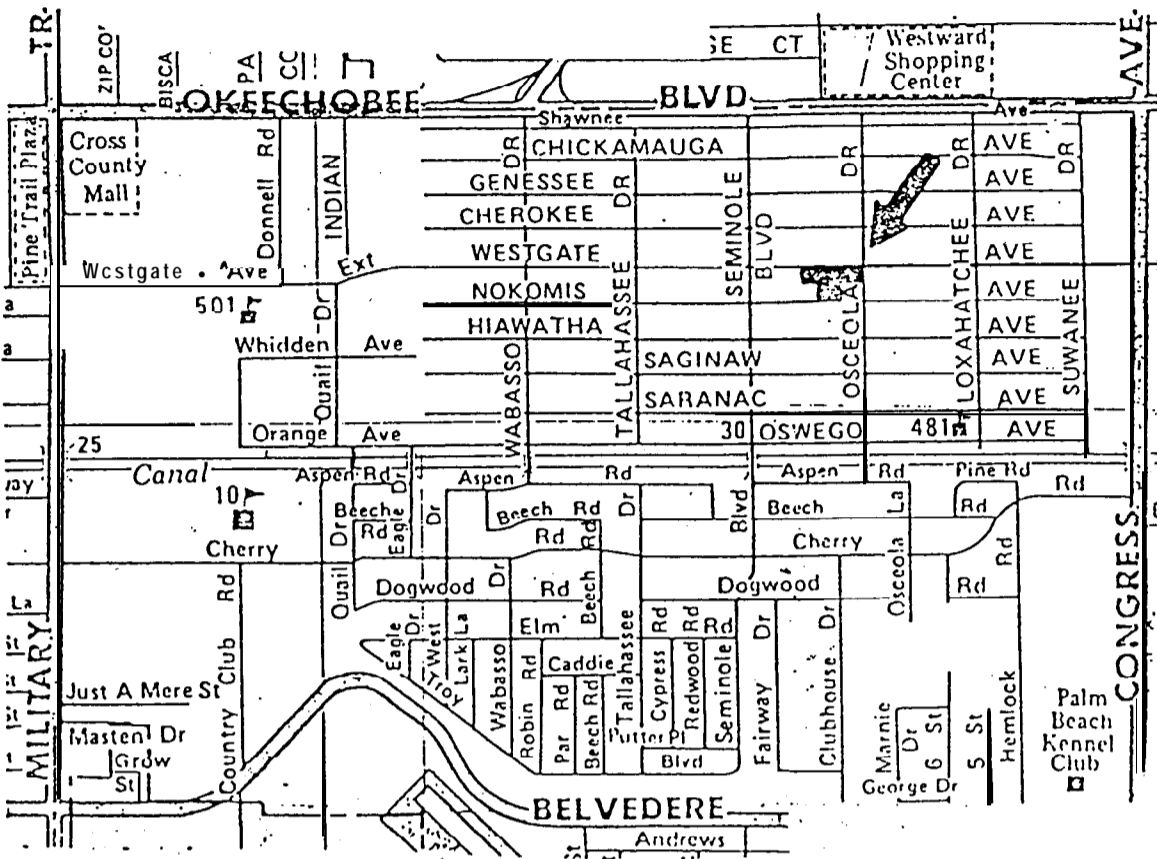 TR.
ZIP CO'
BISCA
PA
CC
GE CT
Westward
Shopping
Center
AVE.
OKEECHOBEE BLVD
Shawnee Ave
Pine Trail Plaza
Cross
County
Mall
Donnell Rd
INDIAN
DR CHICKAMAUGA DR DR AVE DR
GENESSEE DR AVE
CHEROKEE AVE
WESTGATE AVE
Westgate Ave Ext
NOKOMIS AVE
HIAWATHA AVE
SAGINAW AVE
SARANAC AVE
30 OSWEGO 481 AVE
WABASSO
TALLAHASSEE
SEMINOLE
BLVD
OSCEOLA
LOXAHATCHEE
SUWANEE
a
501
a
Whidden Ave
Quail Dr
Orange Ave
25
Canal
Aspen Rd Aspen Rd Aspen Rd Pine Rd
Rd
10
Beeche
Rd
Eagle Dr
Dr
Beech Rd
Rd
Dr
Blvd
Beech
La
Rd
Cherry
Cherry
Quail Dr
Dogwood Dr Rd
Beech Rd
Dogwood
Osceola
Rd
Rd
La
Country Club Rd
Eagle Dr
West
Troy
Lark La
Elm Rd
Wabasso
Robin Rd
Caddie
Par Rd
Beech Rd
Tallahassee
Putter Pl
Cypress Rd
Redwood Rd
Seminole
Blvd
Fairway Dr
Clubhouse Dr
Marnie
Dr
6 St
5 St
George Dr
Hemlock
Palm
Beach
Kennel
Club
CONGRESS
MILITARY
Just A Mere St
Masten Dr
Grow
St
BELVEDERE
St
Andrews